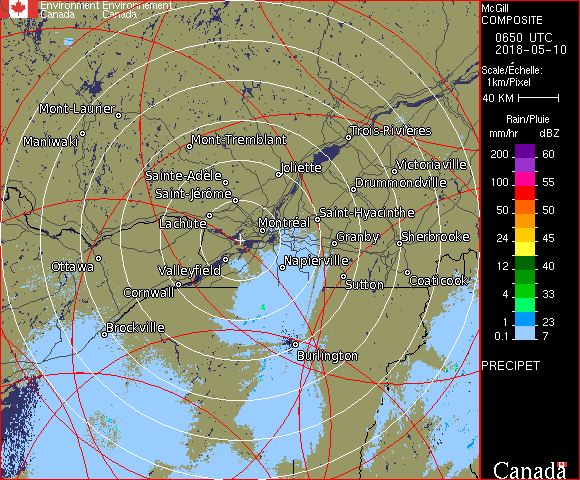 Environment Environnement
Canada Canada
McGill
COMPOSITE
0650 UTC
2018-05-10
Scale/Échelle:
1km/Pixel
40 KM
Rain/Pluie
mm/hr dBZ
200 60
150 57
100 55
50 50
24 45
12 40
4 33
1 23
0.1 7
PRECIPET
Canada
Mont-Laurier
Maniwaki
Mont-Tremblant
Trois-Rivières
Joliette
Victoriaville
Sainte-Adèle
Drummondville
Saint-Jérôme
Lachute
Saint-Hyacinthe
Montréal
Granby
Sherbrooke
Ottawa
Valleyfield
Napierville
Cornwall
Sutton
Coaticook
Brockville
Burlington